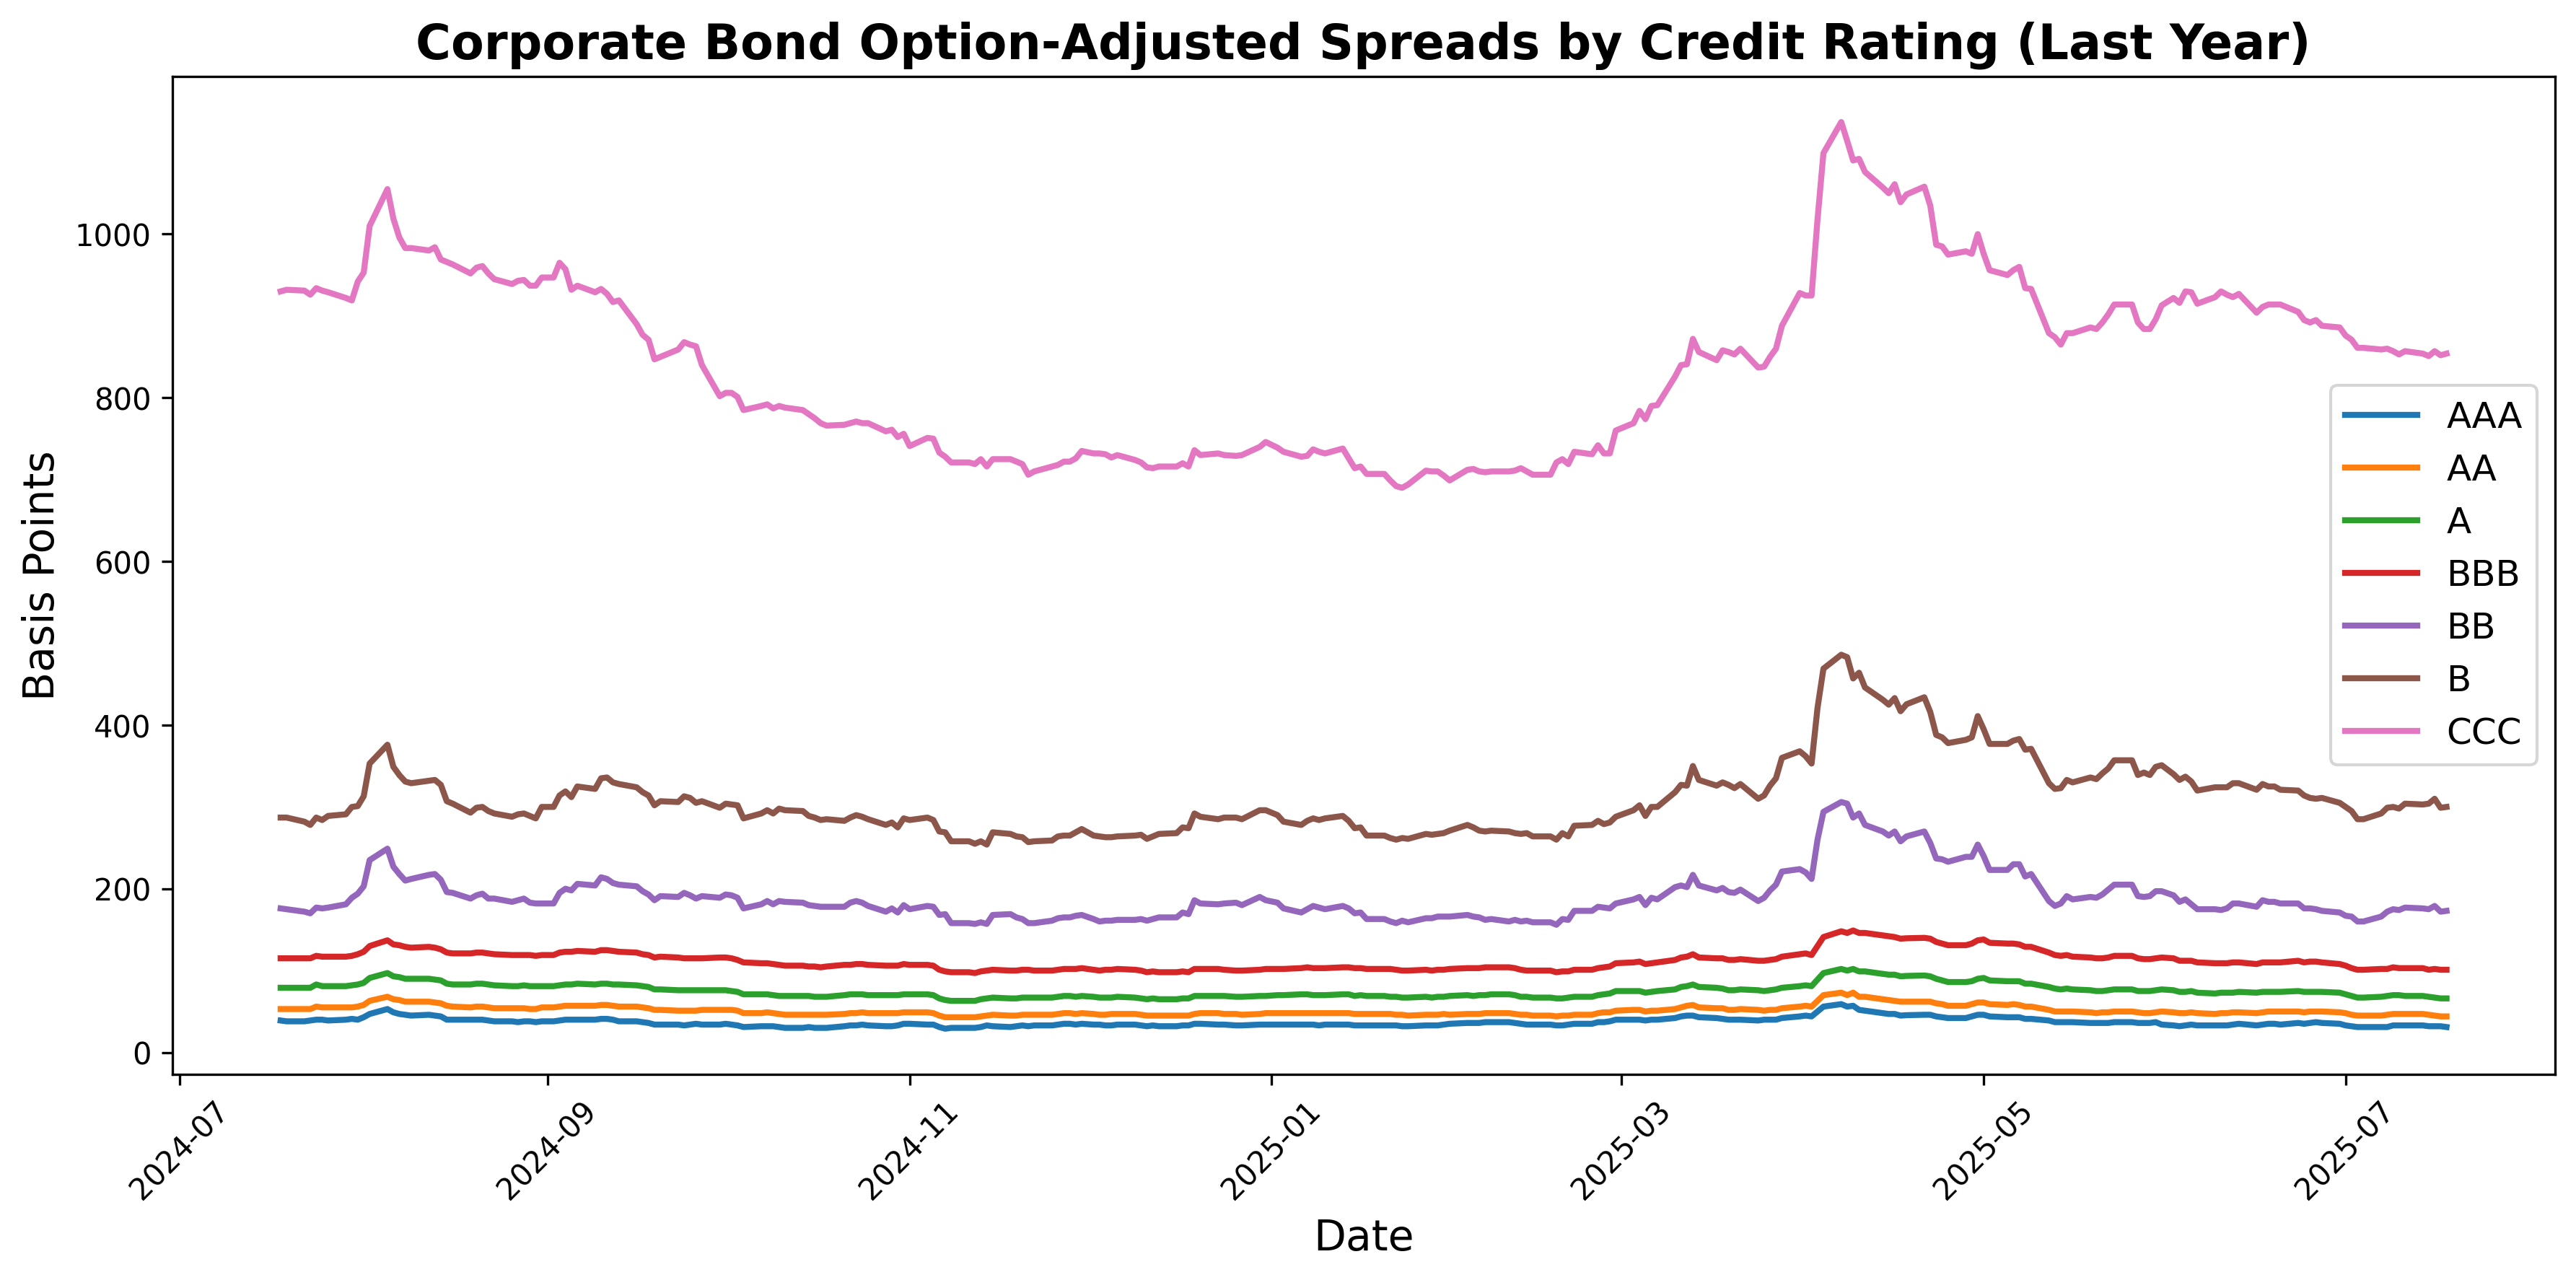 Corporate Bond Option-Adjusted Spreads by Credit Rating (Last Year)
Basis Points
1000
800
600
400
200
0
AAA
AA
A
BBB
BB
B
CCC
2024-07
2024-09
2024-11
2025-01
2025-03
2025-05
2025-07
Date